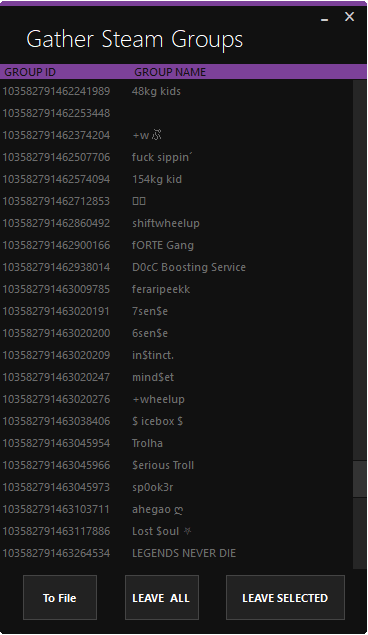 Gather Steam Groups
GROUP ID GROUP NAME
103582791462241989 48kg kids
103582791462253448
103582791462374204 +w
103582791462507706 fuck sippin´
103582791462574094 154kg kid
103582791462712853
103582791462860492 shiftwheelup
103582791462900166 fORTE Gang
103582791462938014 D0cC Boosting Service
103582791463009785 feraripeekk
103582791463020191 7sen$e
103582791463020200 6sen$e
103582791463020209 in$tinct.
103582791463020247 mind$et
103582791463020276 +wheelup
103582791463038406 $ icebox $
103582791463045954 Trolha
103582791463045966 $erious Troll
103582791463045973 sp0ok3r
103582791463103711 ahegao ღ
103582791463117886 Lost $oul ⛧
103582791463264534 LEGENDS NEVER DIE
To File LEAVE ALL LEAVE SELECTED